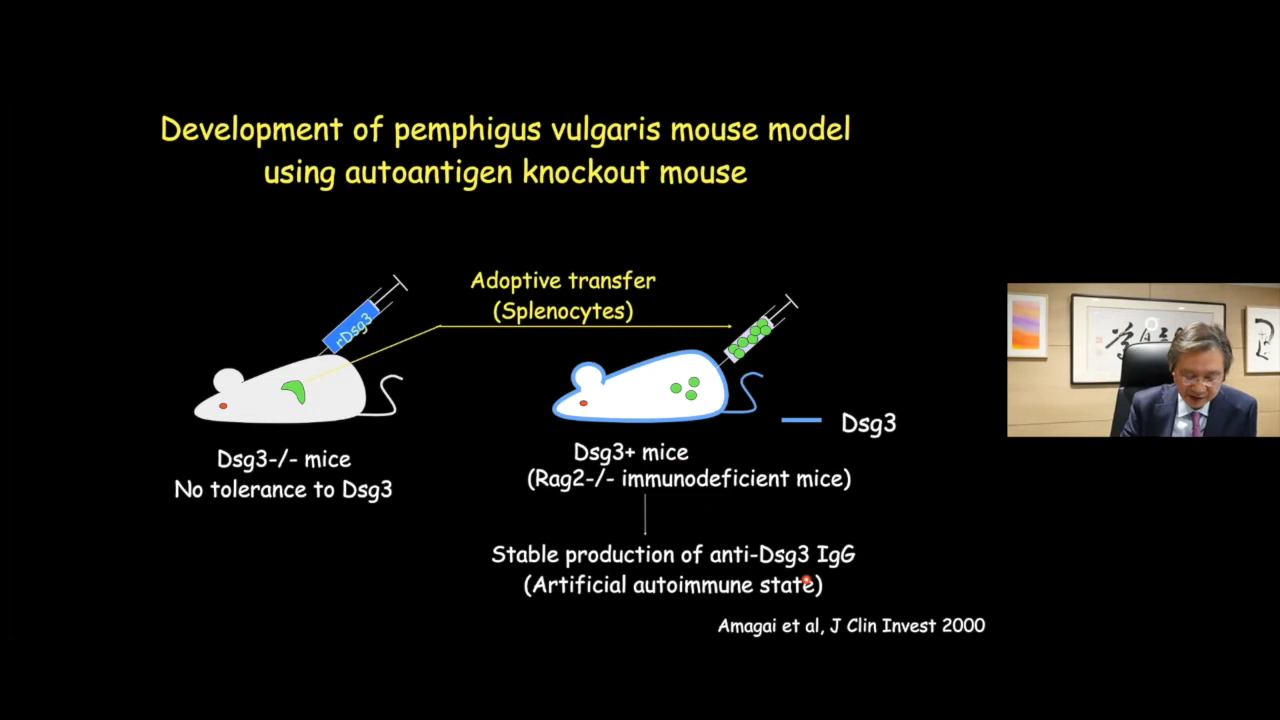 Development of pemphigus vulgaris mouse model
using autoantigen knockout mouse
Adoptive transfer
(Splenocytes)
rDsg3
Dsg3
Dsg3-/- mice
No tolerance to Dsg3
Dsg3+ mice
(Rag2-/- immunodeficient mice)
Stable production of anti-Dsg3 IgG
(Artificial autoimmune state)
Amagai et al, J Clin Invest 2000